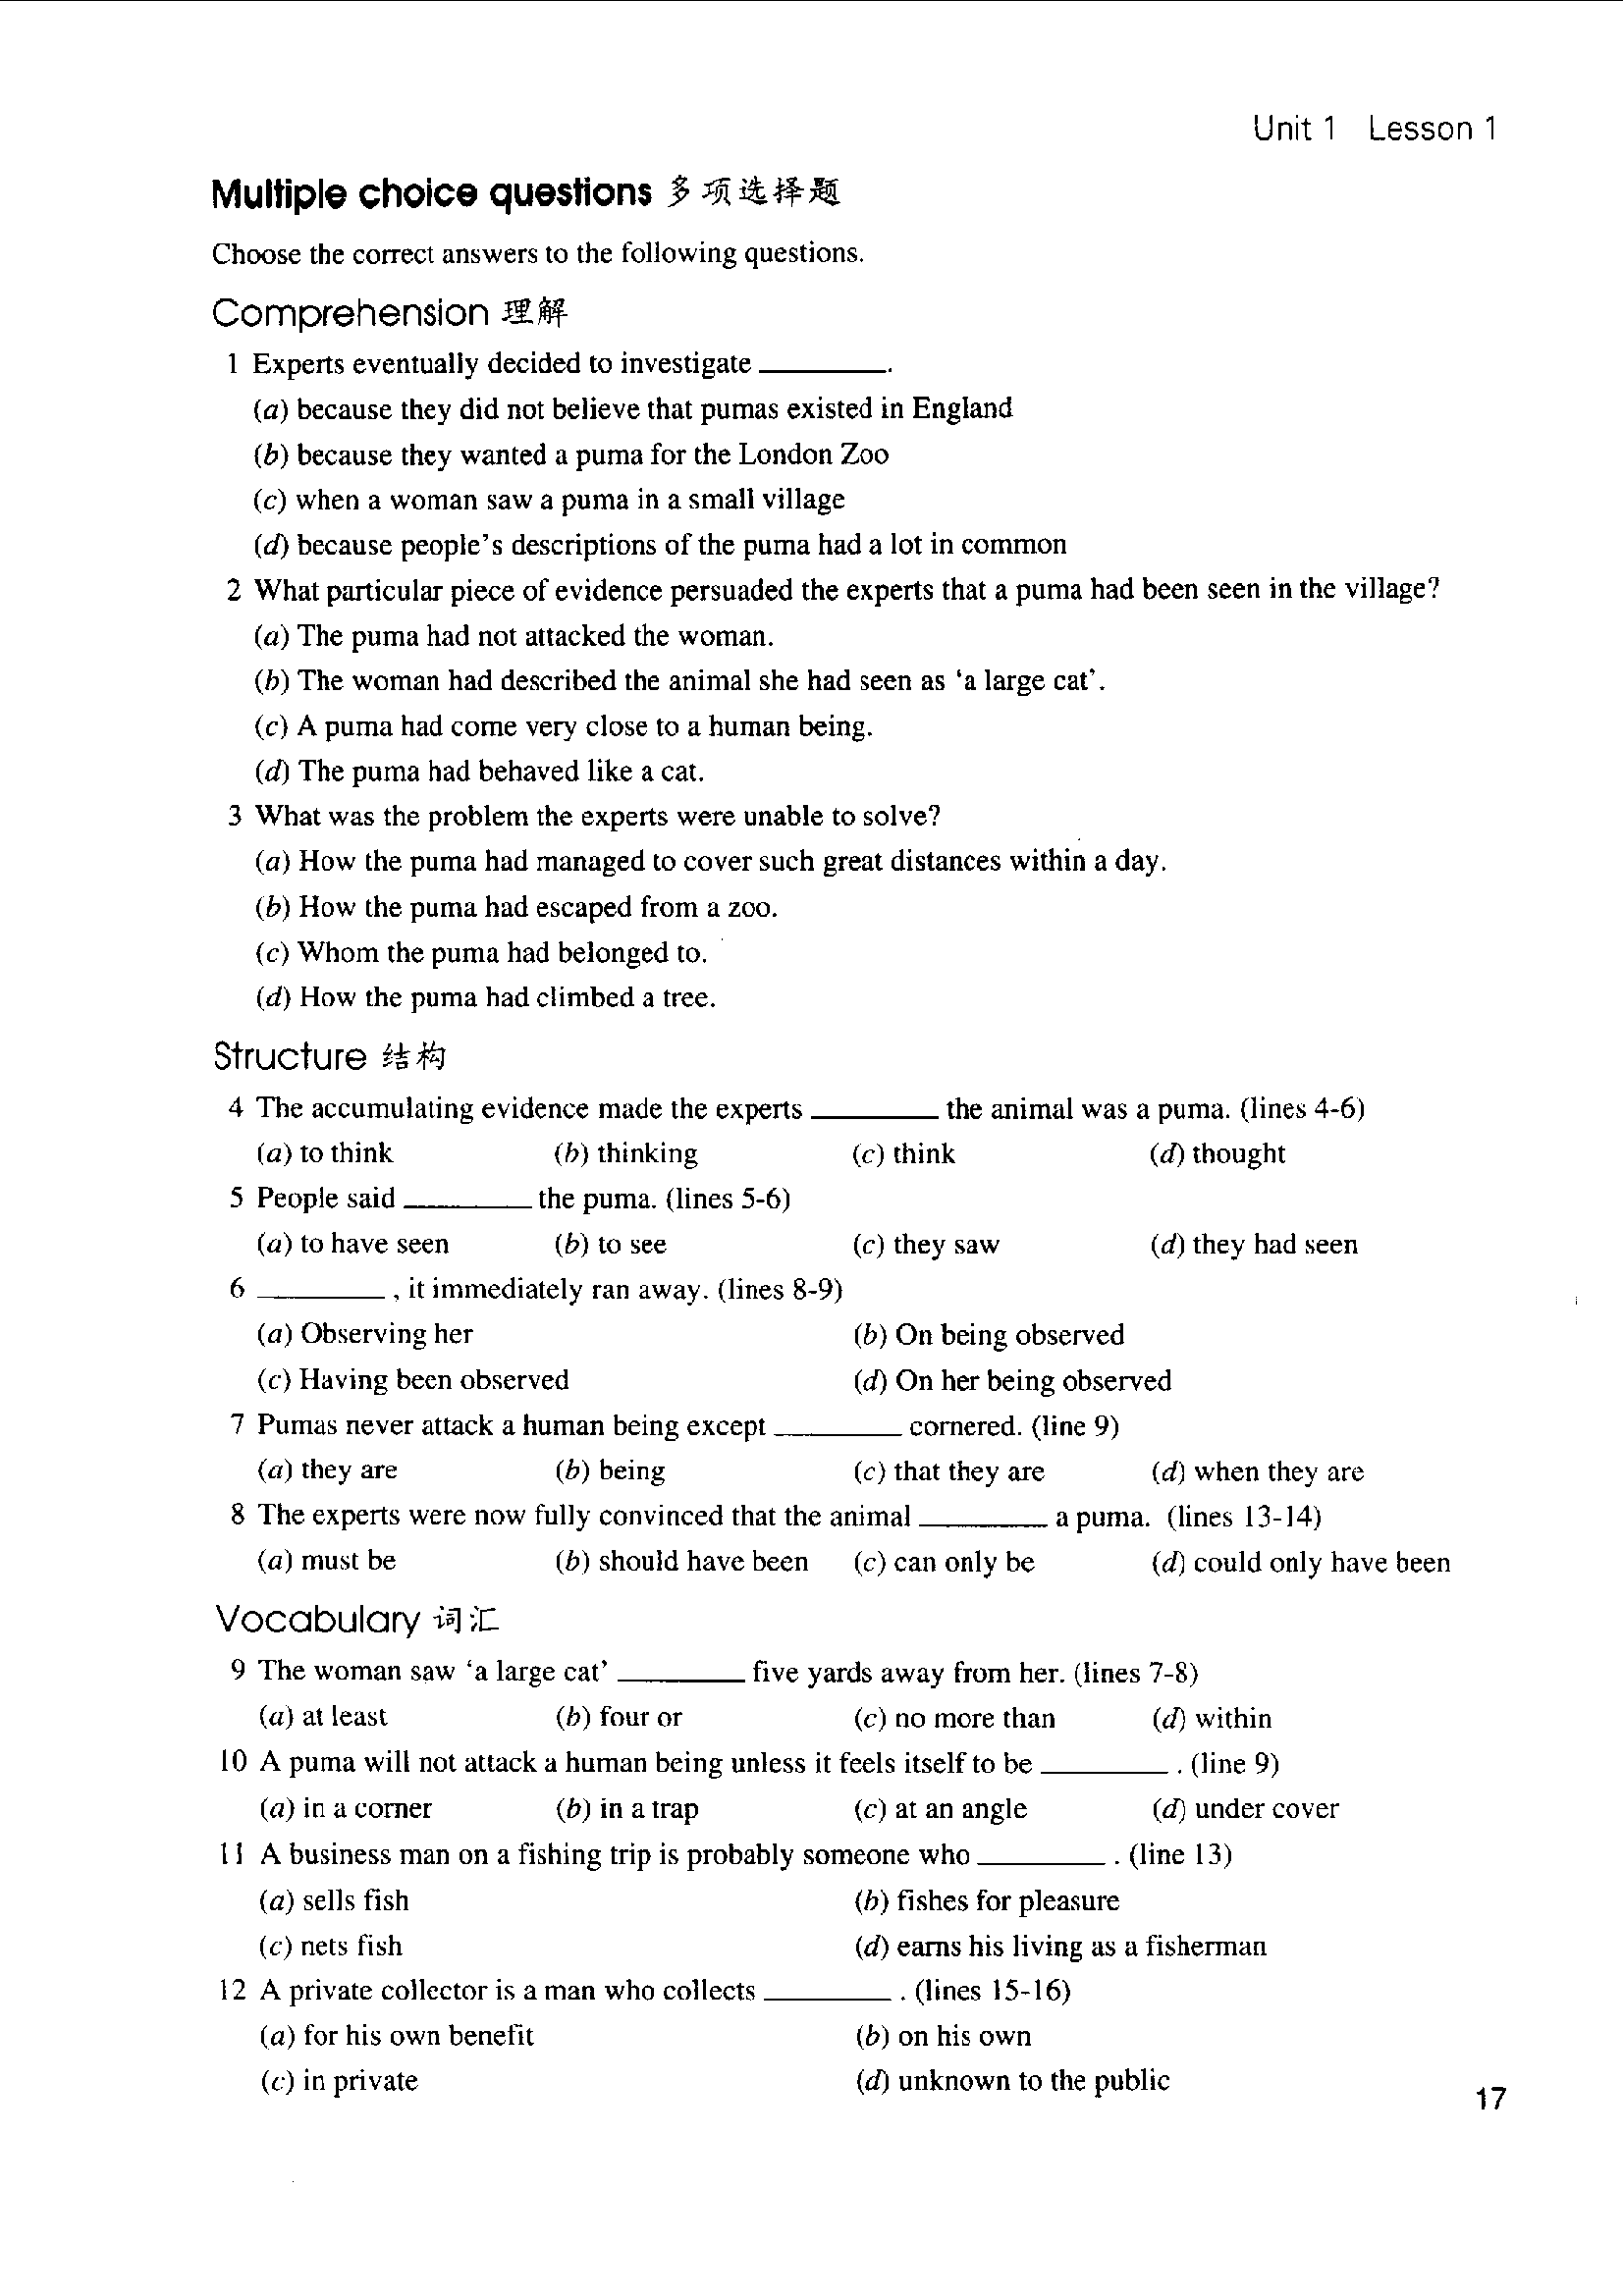 Unit 1 Lesson 1
Multiple choice questions 多项选择题
Choose the correct answers to the following questions.
Comprehension 理解
1 Experts eventually decided to investigate ________.
(a) because they did not believe that pumas existed in England
(b) because they wanted a puma for the London Zoo
(c) when a woman saw a puma in a small village
(d) because people's descriptions of the puma had a lot in common
2 What particular piece of evidence persuaded the experts that a puma had been seen in the village?
(a) The puma had not attacked the woman.
(b) The woman had described the animal she had seen as 'a large cat'.
(c) A puma had come very close to a human being.
(d) The puma had behaved like a cat.
3 What was the problem the experts were unable to solve?
(a) How the puma had managed to cover such great distances within a day.
(b) How the puma had escaped from a zoo.
(c) Whom the puma had belonged to.
(d) How the puma had climbed a tree.
Structure 结构
4 The accumulating evidence made the experts ________ the animal was a puma. (lines 4-6)
(a) to think (b) thinking (c) think (d) thought
5 People said ________ the puma. (lines 5-6)
(a) to have seen (b) to see (c) they saw (d) they had seen
6 ________ , it immediately ran away. (lines 8-9)
(a) Observing her (b) On being observed
(c) Having been observed (d) On her being observed
7 Pumas never attack a human being except ________ cornered. (line 9)
(a) they are (b) being (c) that they are (d) when they are
8 The experts were now fully convinced that the animal ________ a puma. (lines 13-14)
(a) must be (b) should have been (c) can only be (d) could only have been
Vocabulary 词汇
9 The woman saw 'a large cat' ________ five yards away from her. (lines 7-8)
(a) at least (b) four or (c) no more than (d) within
10 A puma will not attack a human being unless it feels itself to be ________ . (line 9)
(a) in a corner (b) in a trap (c) at an angle (d) under cover
11 A business man on a fishing trip is probably someone who ________ . (line 13)
(a) sells fish (b) fishes for pleasure
(c) nets fish (d) earns his living as a fisherman
12 A private collector is a man who collects ________ . (lines 15-16)
(a) for his own benefit (b) on his own
(c) in private (d) unknown to the public
17